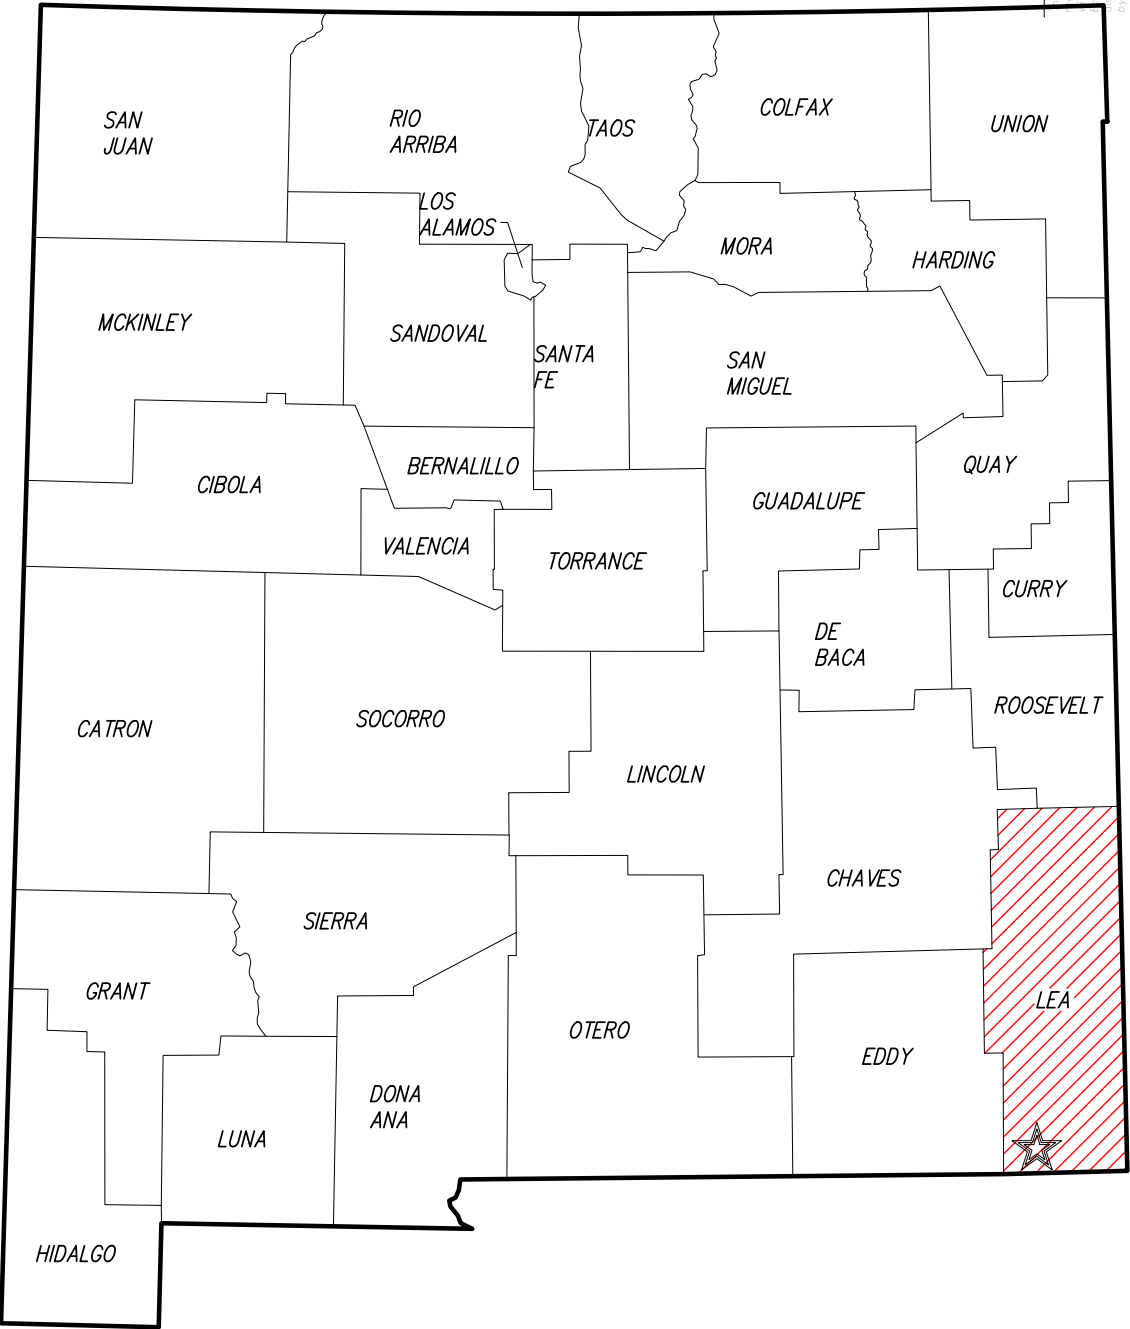 SAN
JUAN
RIO
ARRIBA
TAOS
COLFAX
UNION
LOS
ALAMOS
MORA
HARDING
MCKINLEY
SANDOVAL
SANTA
FE
SAN
MIGUEL
CIBOLA
BERNALILLO
QUAY
GUADALUPE
VALENCIA
TORRANCE
CURRY
DE
BACA
CATRON
SOCORRO
ROOSEVELT
LINCOLN
CHAVES
SIERRA
GRANT
LEA
OTERO
EDDY
DONA
ANA
LUNA
HIDALGO